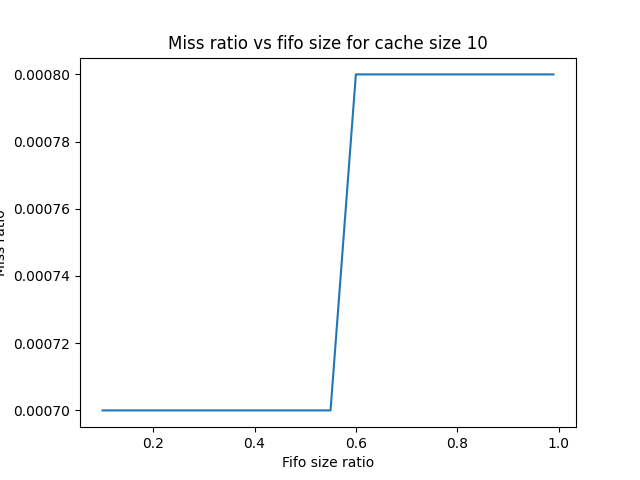 Miss ratio vs fifo size for cache size 10
0.00080
0.00078
0.00076
0.00074
0.00072
0.00070
Miss ratio
0.2 0.4 0.6 0.8 1.0
Fifo size ratio